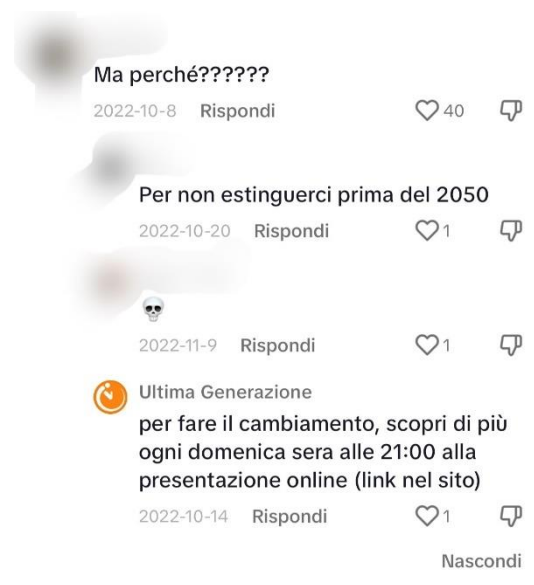 Ma perché??????
2022-10-8 Rispondi 40
Per non estinguerci prima del 2050
2022-10-20 Rispondi 1
💀
2022-11-9 Rispondi 1
Ultima Generazione
per fare il cambiamento, scopri di più
ogni domenica sera alle 21:00 alla
presentazione online (link nel sito)
2022-10-14 Rispondi 1
Nascondi